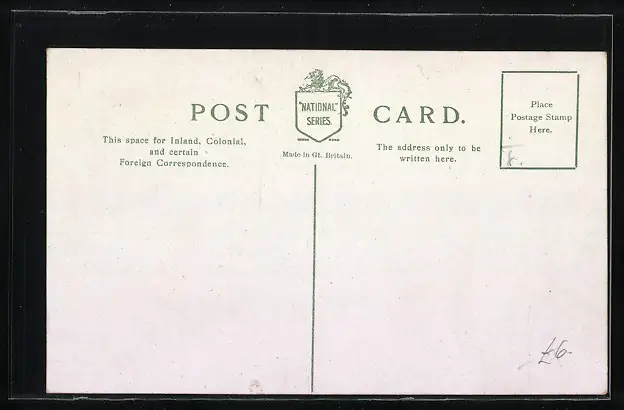 POST CARD.
"NATIONAL"
SERIES.
Made in Gt. Britain.
This space for Inland, Colonial,
and certain
Foreign Correspondence.
The address only to be
written here.
Place
Postage Stamp
Here.
£6-